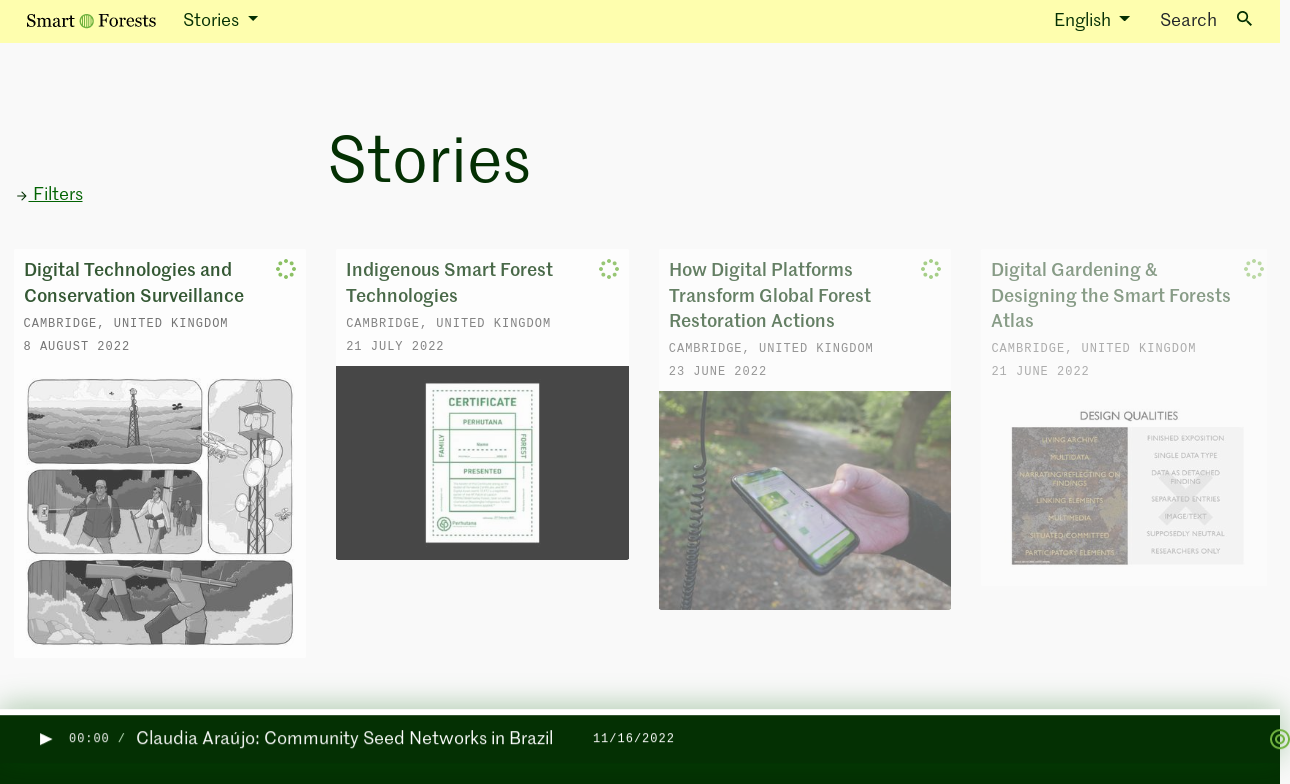 Smart Forests
Stories
English
Search
Stories
Filters
Digital Technologies and
Conservation Surveillance
CAMBRIDGE, UNITED KINGDOM
8 AUGUST 2022
Indigenous Smart Forest
Technologies
CAMBRIDGE, UNITED KINGDOM
21 JULY 2022
CERTIFICATE
PERHUTANA
FAMILY
Name
FOREST
PRESENTED
Perhutana
How Digital Platforms
Transform Global Forest
Restoration Actions
CAMBRIDGE, UNITED KINGDOM
23 JUNE 2022
Digital Gardening &
Designing the Smart Forests
Atlas
CAMBRIDGE, UNITED KINGDOM
21 JUNE 2022
DESIGN QUALITIES
LIVING ARCHIVE
MULTIDATA
NARRATING/REFLECTING ON
FINDINGS
LINKING ELEMENTS
MULTIMEDIA
SITUATED/COMMITTED
PARTICIPATORY ELEMENTS
FINISHED EXPOSITION
SINGLE DATA TYPE
DATA AS DETACHED
FINDING
SEPARATED ENTRIES
IMAGE/TEXT
SUPPOSEDLY NEUTRAL
RESEARCHERS ONLY
00:00 /
Claudia Araújo: Community Seed Networks in Brazil
11/16/2022